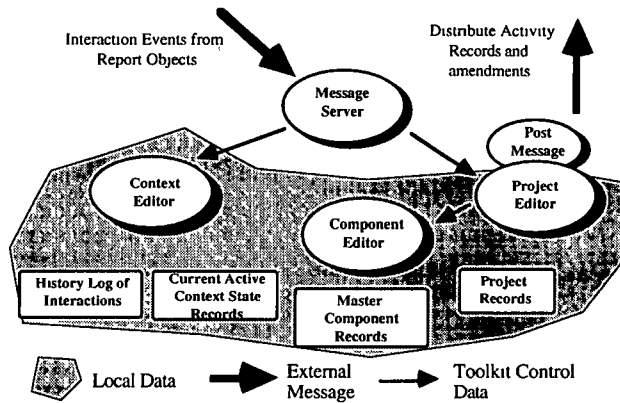 Interaction Events from
Report Objects
Distribute Activity
Records and
amendments
Message
Server
Post
Message
Context
Editor
Project
Editor
Component
Editor
History Log of
Interactions
Current Active
Context State
Records
Master
Component
Records
Project
Records
Local Data
External
Message
Toolkit Control
Data